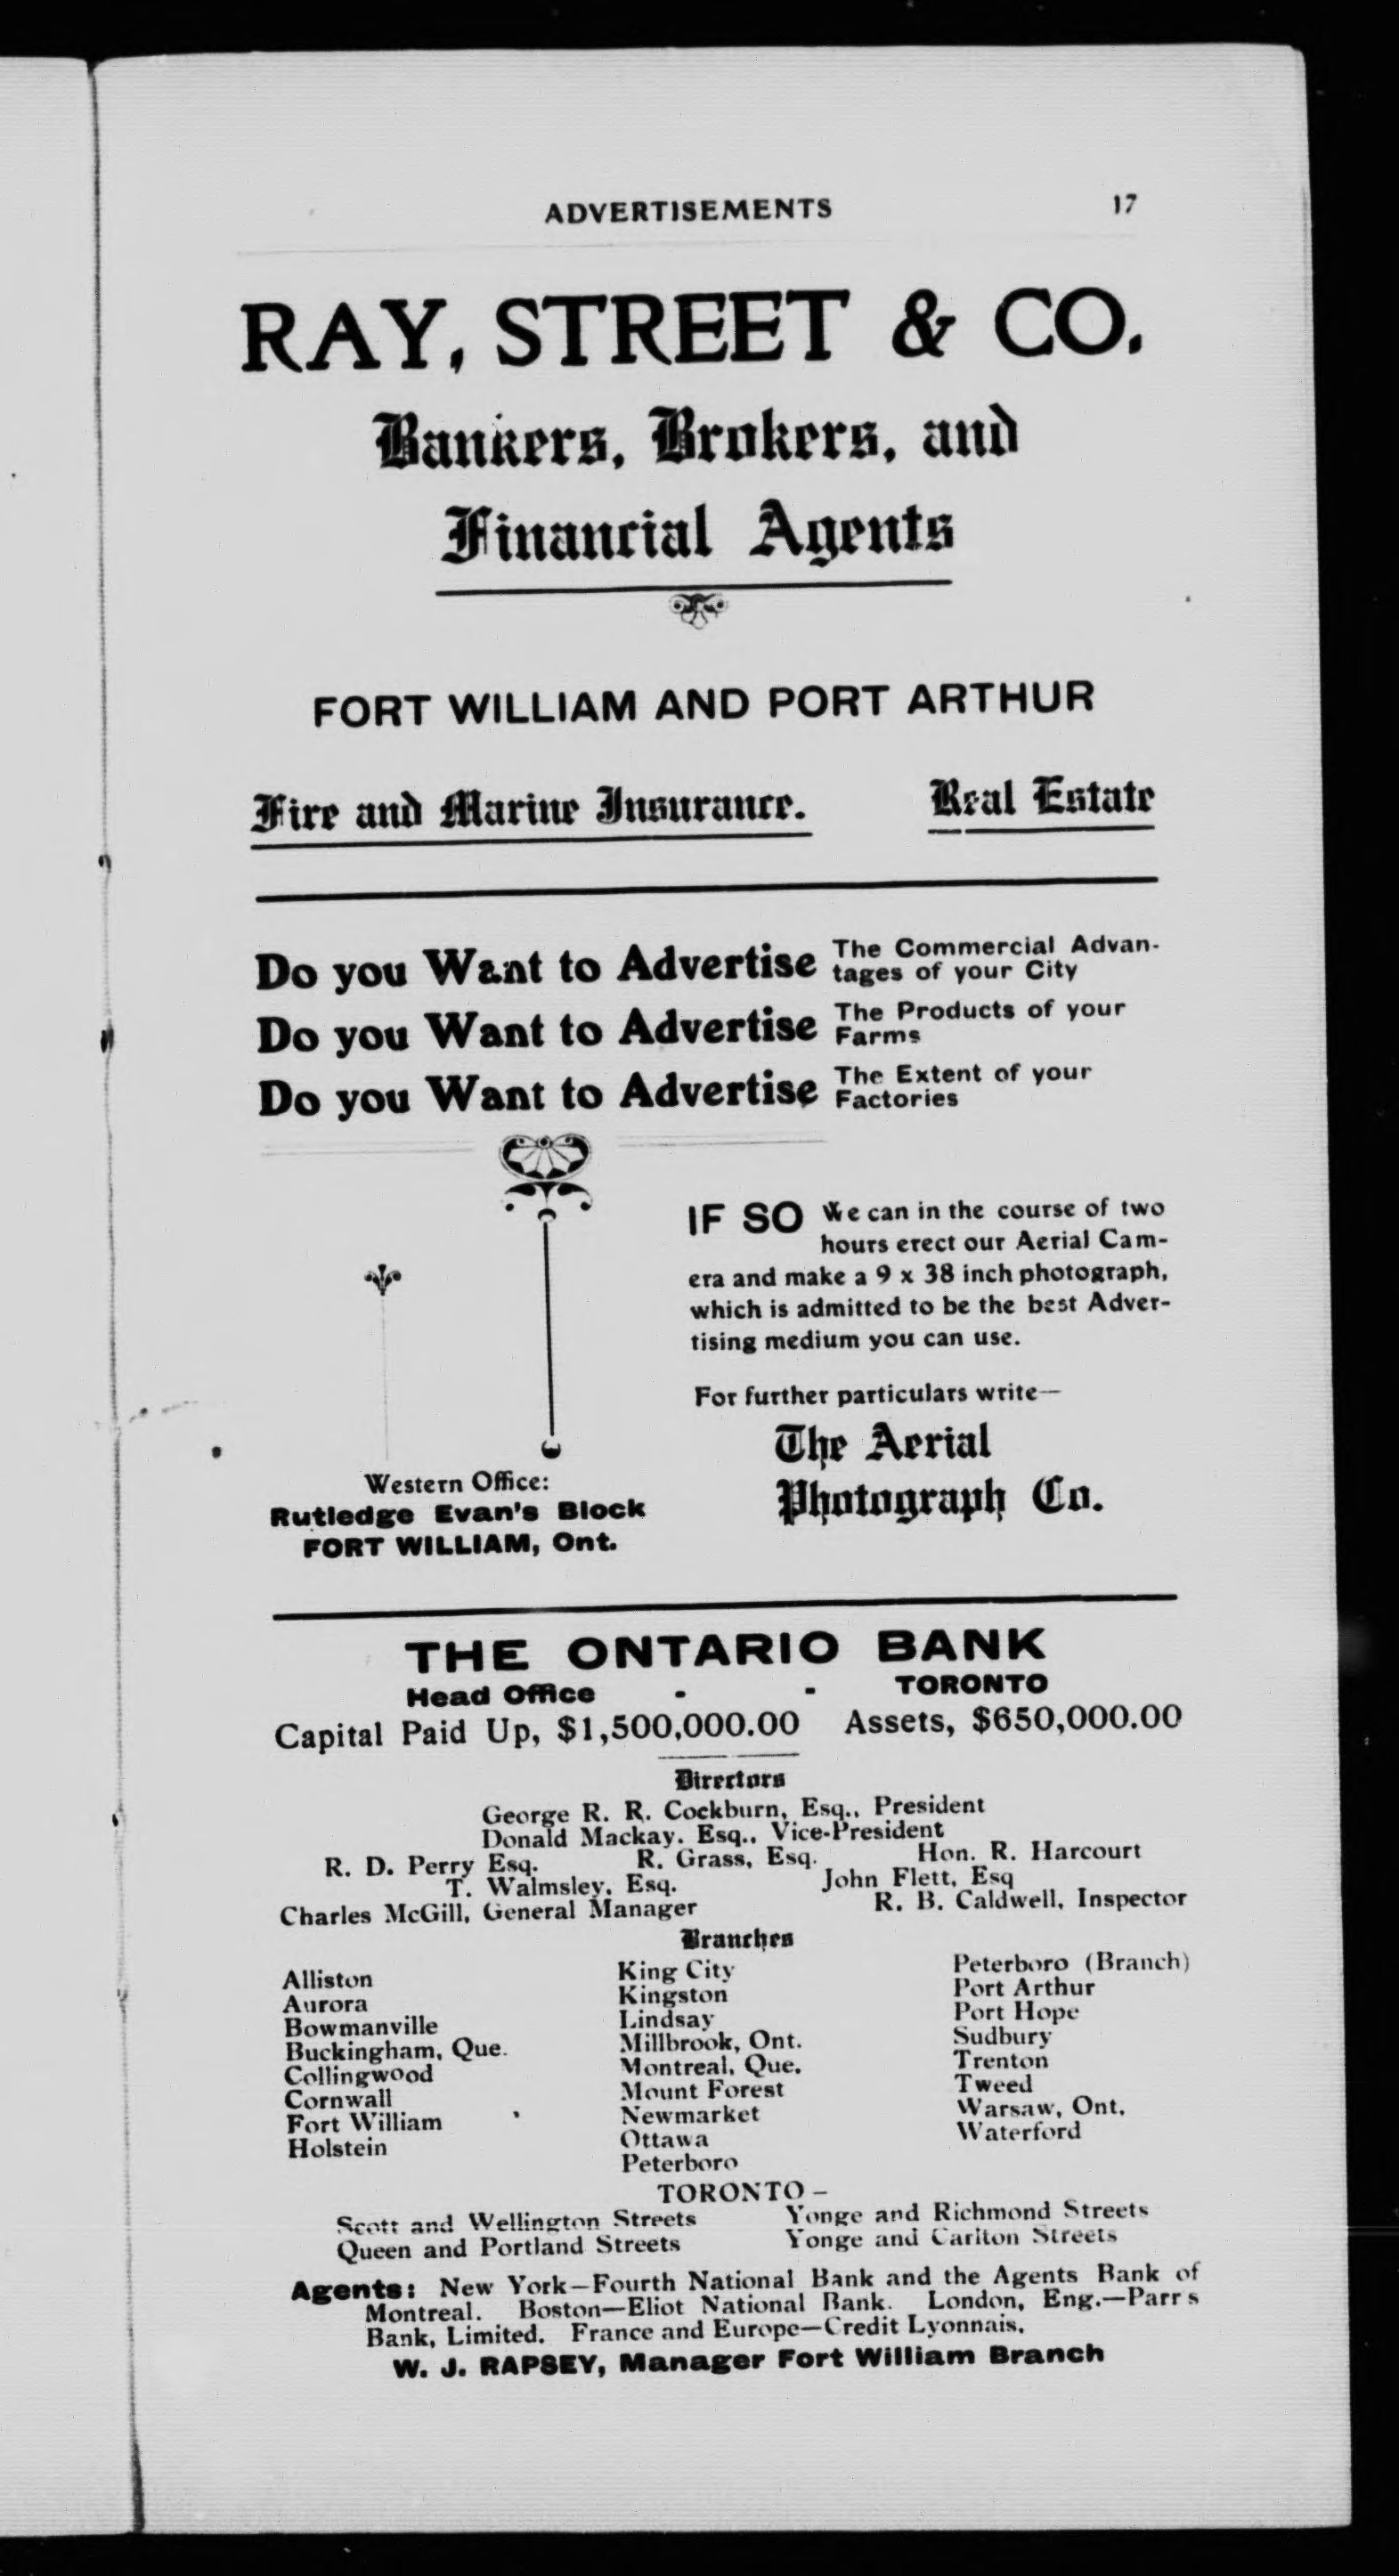 ADVERTISEMENTS 17
RAY, STREET & CO.
Bankers, Brokers, and
Financial Agents
FORT WILLIAM AND PORT ARTHUR
Fire and Marine Insurance. Real Estate
Do you Want to Advertise The Commercial Advan-
tages of your City
Do you Want to Advertise The Products of your
Farms
Do you Want to Advertise The Extent of your
Factories
IF SO We can in the course of two
hours erect our Aerial Cam-
era and make a 9 x 38 inch photograph,
which is admitted to be the best Adver-
tising medium you can use.
For further particulars write—
The Aerial
Photograph Co.
Western Office:
Rutledge Evan's Block
FORT WILLIAM, Ont.
THE ONTARIO BANK
Head Office - - TORONTO
Capital Paid Up, $1,500,000.00 Assets, $650,000.00
Directors
George R. R. Cockburn, Esq., President
Donald Mackay. Esq., Vice-President
R. D. Perry Esq. R. Grass, Esq. Hon. R. Harcourt
T. Walmsley, Esq. John Flett, Esq
Charles McGill, General Manager R. B. Caldwell, Inspector
Branches
Alliston
Aurora
Bowmanville
Buckingham, Que.
Collingwood
Cornwall
Fort William
Holstein
King City
Kingston
Lindsay
Millbrook, Ont.
Montreal, Que.
Mount Forest
Newmarket
Ottawa
Peterboro
Peterboro (Branch)
Port Arthur
Port Hope
Sudbury
Trenton
Tweed
Warsaw, Ont.
Waterford
TORONTO –
Scott and Wellington Streets Yonge and Richmond Streets
Queen and Portland Streets Yonge and Carlton Streets
Agents: New York—Fourth National Bank and the Agents Bank of
Montreal. Boston—Eliot National Bank. London, Eng.—Parr s
Bank, Limited. France and Europe—Credit Lyonnais.
W. J. RAPSEY, Manager Fort William Branch